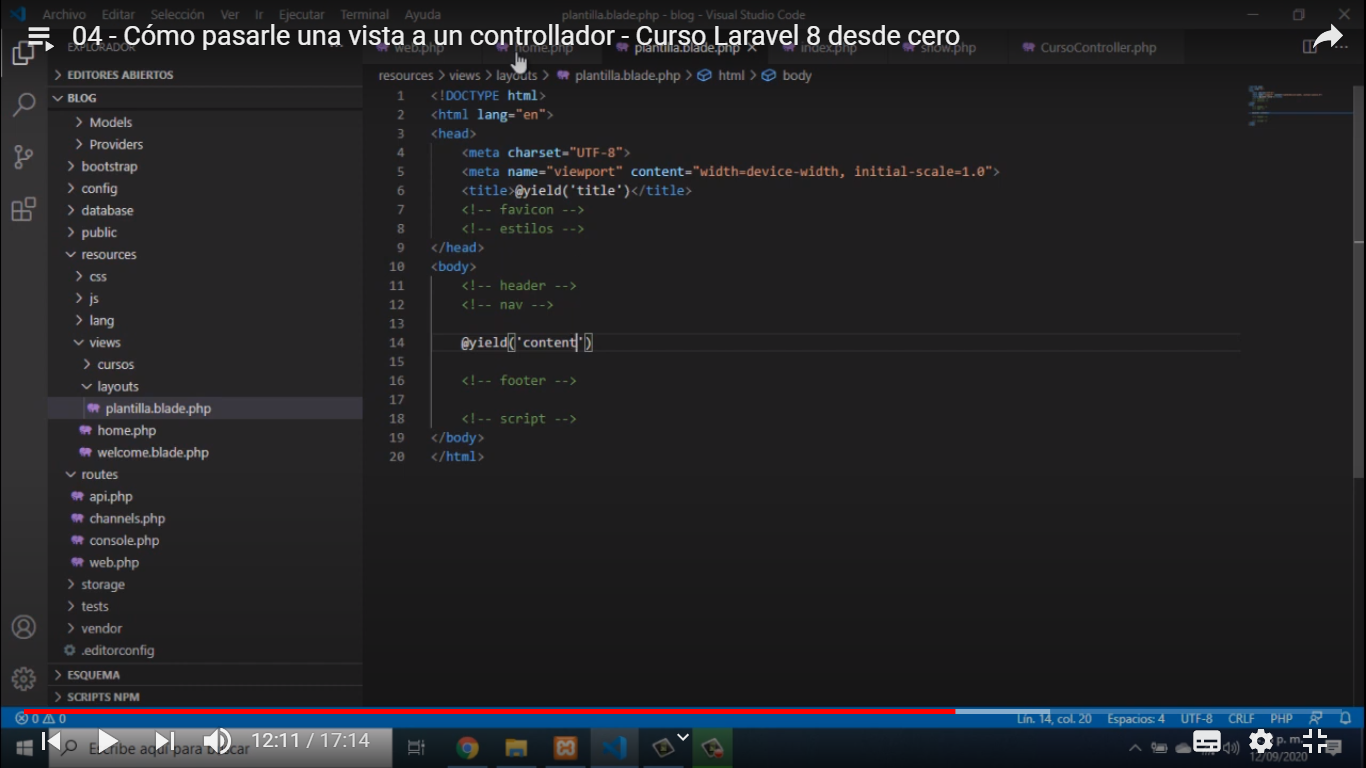 Archivo Editar Selección Ver Ir Ejecutar Terminal Ayuda
plantilla.blade.php - blog - Visual Studio Code
04 - Cómo pasarle una vista a un controlador - Curso Laravel 8 desde cero
EXPLORADOR
web.php home.php plantilla.blade.php index.php show.php CursoController.php
resources > views > layouts > plantilla.blade.php > html > body
EDITORES ABIERTOS
BLOG
Models
Providers
bootstrap
config
database
public
resources
css
js
lang
views
cursos
layouts
plantilla.blade.php
home.php
welcome.blade.php
routes
api.php
channels.php
console.php
web.php
storage
tests
vendor
.editorconfig
ESQUEMA
SCRIPTS NPM
1 <!DOCTYPE html>
2 <html lang="en">
3 <head>
4 <meta charset="UTF-8">
5 <meta name="viewport" content="width=device-width, initial-scale=1.0">
6 <title>@yield('title')</title>
7 <!-- favicon -->
8 <!-- estilos -->
9 </head>
10 <body>
11 <!-- header -->
12 <!-- nav -->
13
14 @yield('content')
15
16 <!-- footer -->
17
18 <!-- script -->
19 </body>
20 </html>
0 0
Lín. 14, col. 20 Espacios: 4 UTF-8 CRLF PHP
12:11 / 17:14
Escribe aquí para buscar
p. m.
12/09/2020